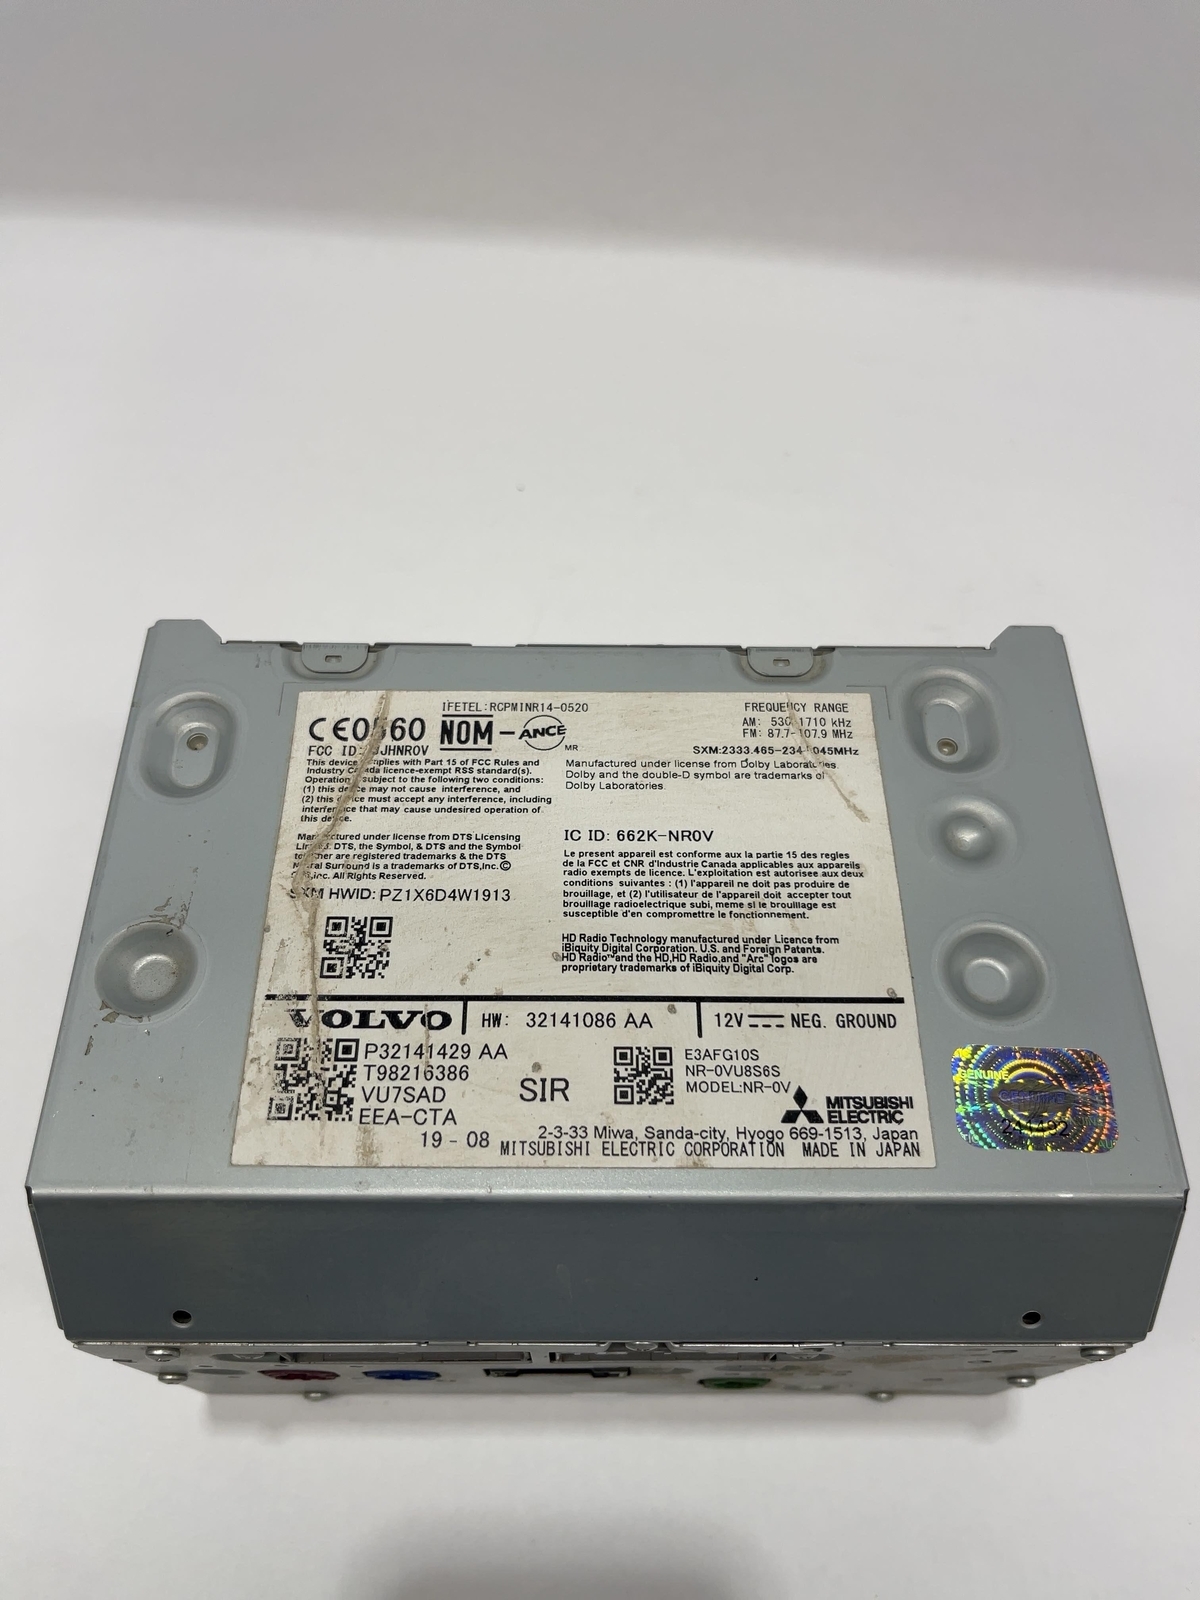 IFETEL:RCPMINR14-0520
CE0560 NOM-ANCE MR
FCC ID:
This device complies with Part 15 of FCC Rules and
Industry Canada licence-exempt RSS standard(s).
Operation subject to the following two conditions:
(1) this device may not cause interference, and
(2) this device must accept any interference, including
interference that may cause undesired operation of
this device.
Manufactured under license from DTS Licensing
Limited. DTS, the Symbol, & DTS and the Symbol
together are registered trademarks & the DTS
Neural Surround is a trademarks of DTS,Inc.©
DTS,Inc. All Rights Reserved.
SXM HWID:PZ1X6D4W1913
FREQUENCY RANGE
AM: 530-1710 kHz
FM: 87.7-107.9 MHz
SXM:2333.465-2341.045MHz
Manufactured under license from Dolby Laboratories.
Dolby and the double-D symbol are trademarks of
Dolby Laboratories.
IC ID: 662K-NR0V
Le present appareil est conforme aux la partie 15 des regles
de la FCC et CNR d'Industrie Canada applicables aux appareils
radio exempts de licence. L'exploitation est autorisee aux deux
conditions suivantes : (1) l'appareil ne doit pas produire de
brouillage, et (2) l'utilisateur de l'appareil doit accepter tout
brouillage radioelectrique subi, meme si le brouillage est
susceptible d'en compromettre le fonctionnement.
HD Radio Technology manufactured under Licence from
iBiquity Digital Corporation. U.S. and Foreign Patents.
HD Radio™and the HD,HD Radio,and "Arc" logos are
proprietary trademarks of iBiquity Digital Corp.
VOLVO HW: 32141086 AA 12V NEG. GROUND
P32141429 AA
T98216386
VU7SAD
EEA-CTA
19-08
SIR
E3AFG10S
NR-0VU8S6S
MODEL:NR-0V
MITSUBISHI
ELECTRIC
2-3-33 Miwa, Sanda-city, Hyogo 669-1513, Japan
MITSUBISHI ELECTRIC CORPORATION MADE IN JAPAN
GENUINE
GENUINE